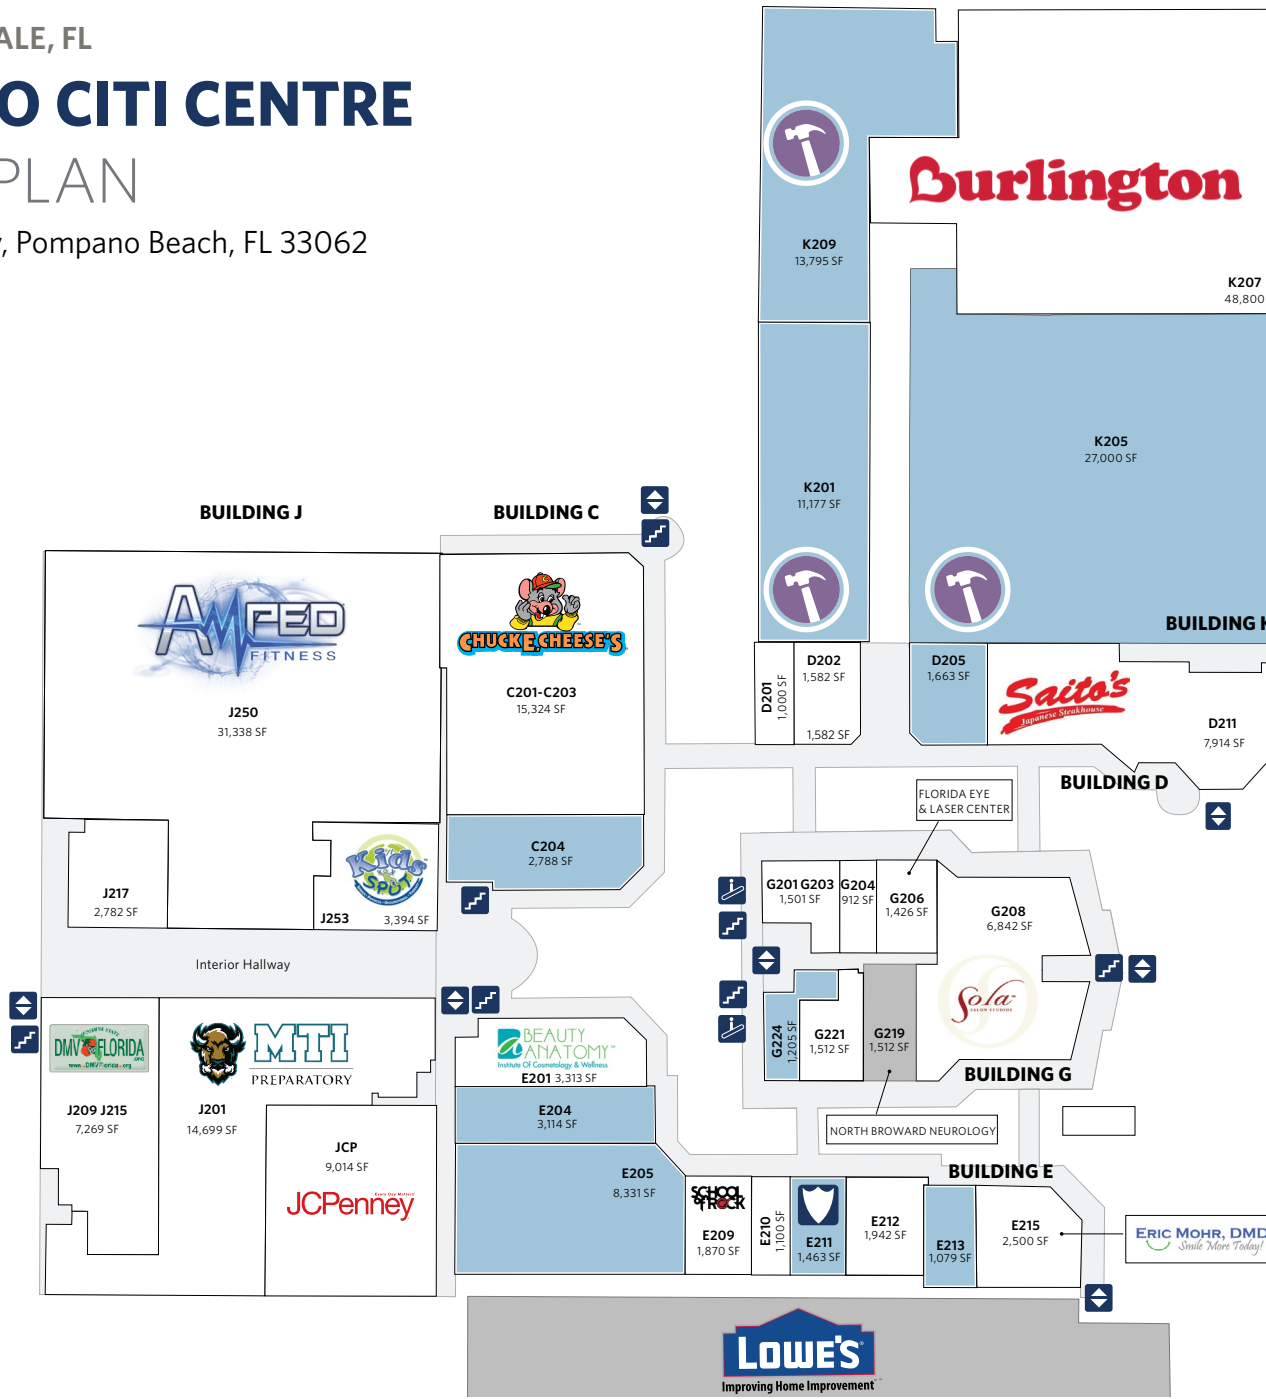 ALE, FL
O CITI CENTRE
PLAN
, Pompano Beach, FL 33062
Burlington
K209
13,795 SF
K207
48,800
K205
27,000 SF
K201
11,177 SF
BUILDING K
BUILDING J
BUILDING C
AMPED
FITNESS
J250
31,338 SF
CHUCK E. CHEESE'S
C201-C203
15,324 SF
D201
1,000 SF
D202
1,582 SF
1,582 SF
D205
1,663 SF
Saito's
Japanese Steakhouse
D211
7,914 SF
BUILDING D
FLORIDA EYE
& LASER CENTER
C204
2,788 SF
J217
2,782 SF
Kids
SPOT
J253 3,394 SF
G201 G203
1,501 SF
G204
912 SF
G206
1,426 SF
G208
6,842 SF
Interior Hallway
Sola
SALON STUDIOS
G224
1,205 SF
G221
1,512 SF
G219
1,512 SF
BUILDING G
NORTH BROWARD NEUROLOGY
SUNSHINE STATE
DMV FLORIDA
.ORG
MTI
PREPARATORY
J209 J215
7,269 SF
J201
14,699 SF
JCP
9,014 SF
Every Day Matters
JCPenney
BEAUTY
ANATOMY™
Institute Of Cosmetology & Wellness
E201 3,313 SF
E204
3,114 SF
E205
8,331 SF
BUILDING E
SCHOOL
of ROCK
E209
1,870 SF
E210
1,100 SF
E211
1,463 SF
E212
1,942 SF
E213
1,079 SF
E215
2,500 SF
ERIC MOHR, DMD
Smile More Today!
LOWE'S
Improving Home Improvement